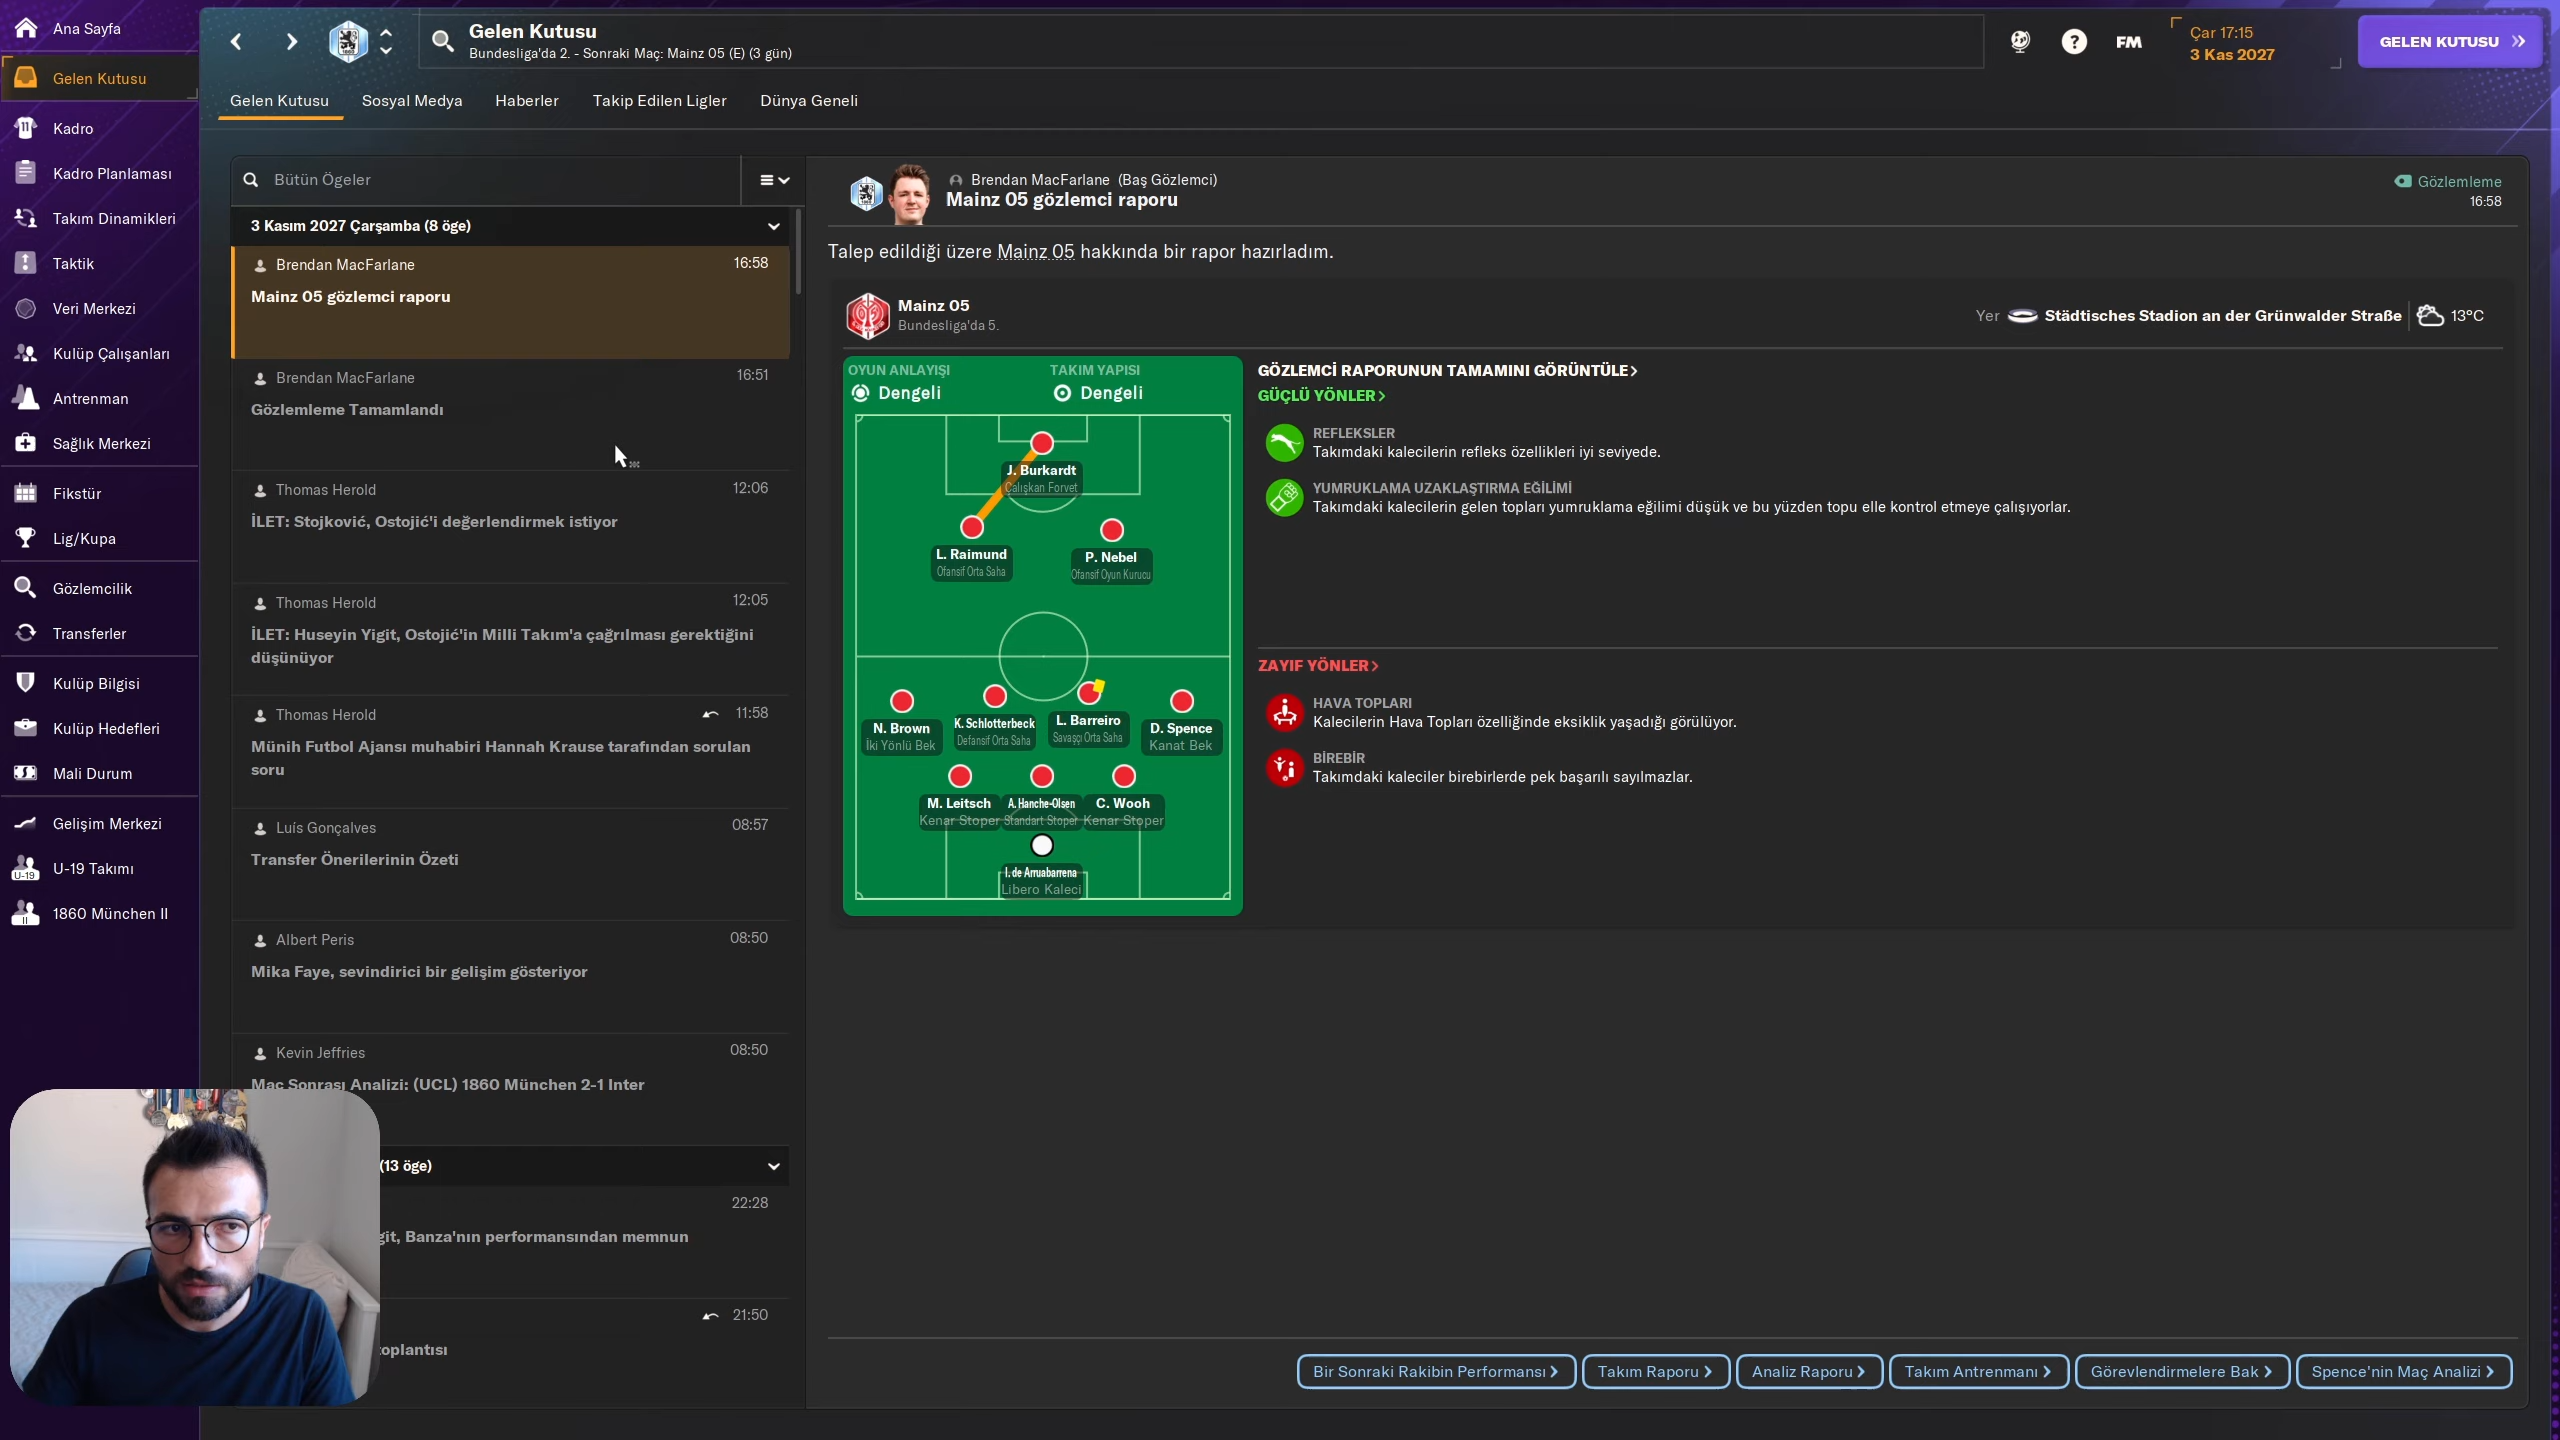 Ana Sayfa
Gelen Kutusu
Kadro
Kadro Planlaması
Takım Dinamikleri
Taktik
Veri Merkezi
Kulüp Çalışanları
Antrenman
Sağlık Merkezi
Fikstür
Lig/Kupa
Gözlemcilik
Transferler
Kulüp Bilgisi
Kulüp Hedefleri
Mali Durum
Gelişim Merkezi
U-19 Takımı
1860 München II
Gelen Kutusu
Bundesliga'da 2. - Sonraki Maç: Mainz 05 (E) (3 gün)
FM
Çar 17:15
3 Kas 2027
GELEN KUTUSU
Gelen Kutusu
Sosyal Medya
Haberler
Takip Edilen Ligler
Dünya Geneli
Bütün Ögeler
3 Kasım 2027 Çarşamba (8 öge)
Brendan MacFarlane 16:58
Mainz 05 gözlemci raporu
Brendan MacFarlane 16:51
Gözlemleme Tamamlandı
Thomas Herold 12:06
İLET: Stojković, Ostojić'i değerlendirmek istiyor
Thomas Herold 12:05
İLET: Huseyin Yigit, Ostojić'in Milli Takım'a çağrılması gerektiğini
düşünüyor
Thomas Herold 11:58
Münih Futbol Ajansı muhabiri Hannah Krause tarafından sorulan
soru
Luís Gonçalves 08:57
Transfer Önerilerinin Özeti
Albert Peris 08:50
Mika Faye, sevindirici bir gelişim gösteriyor
Kevin Jeffries 08:50
Maç Sonrası Analizi: (UCL) 1860 München 2-1 Inter
(13 öge)
22:28
git, Banza'nın performansından memnun
21:50
toplantısı
Brendan MacFarlane (Baş Gözlemci)
Mainz 05 gözlemci raporu
Gözlemleme
16:58
Talep edildiği üzere Mainz 05 hakkında bir rapor hazırladım.
Mainz 05
Bundesliga'da 5.
Yer Städtisches Stadion an der Grünwalder Straße 13°C
OYUN ANLAYIŞI
Dengeli
TAKIM YAPISI
Dengeli
J. Burkardt
Çalışkan Forvet
L. Raimund
Ofansif Orta Saha
P. Nebel
Ofansif Oyun Kurucu
N. Brown
İki Yönlü Bek
K. Schlotterbeck
Defansif Orta Saha
L. Barreiro
Savaşçı Orta Saha
D. Spence
Kanat Bek
M. Leitsch
Kenar Stoper
A. Hanche-Olsen
Standart Stoper
C. Wooh
Kenar Stoper
I. de Arruabarrena
Libero Kaleci
GÖZLEMCİ RAPORUNUN TAMAMINI GÖRÜNTÜLE
GÜÇLÜ YÖNLER
REFLEKSLER
Takımdaki kalecilerin refleks özellikleri iyi seviyede.
YUMRUKLAMA UZAKLAŞTIRMA EĞİLİMİ
Takımdaki kalecilerin gelen topları yumruklama eğilimi düşük ve bu yüzden topu elle kontrol etmeye çalışıyorlar.
ZAYIF YÖNLER
HAVA TOPLARI
Kalecilerin Hava Topları özelliğinde eksiklik yaşadığı görülüyor.
BİREBİR
Takımdaki kaleciler birebirlerde pek başarılı sayılmazlar.
Bir Sonraki Rakibin Performansı
Takım Raporu
Analiz Raporu
Takım Antrenmanı
Görevlendirmelere Bak
Spence'nin Maç Analizi